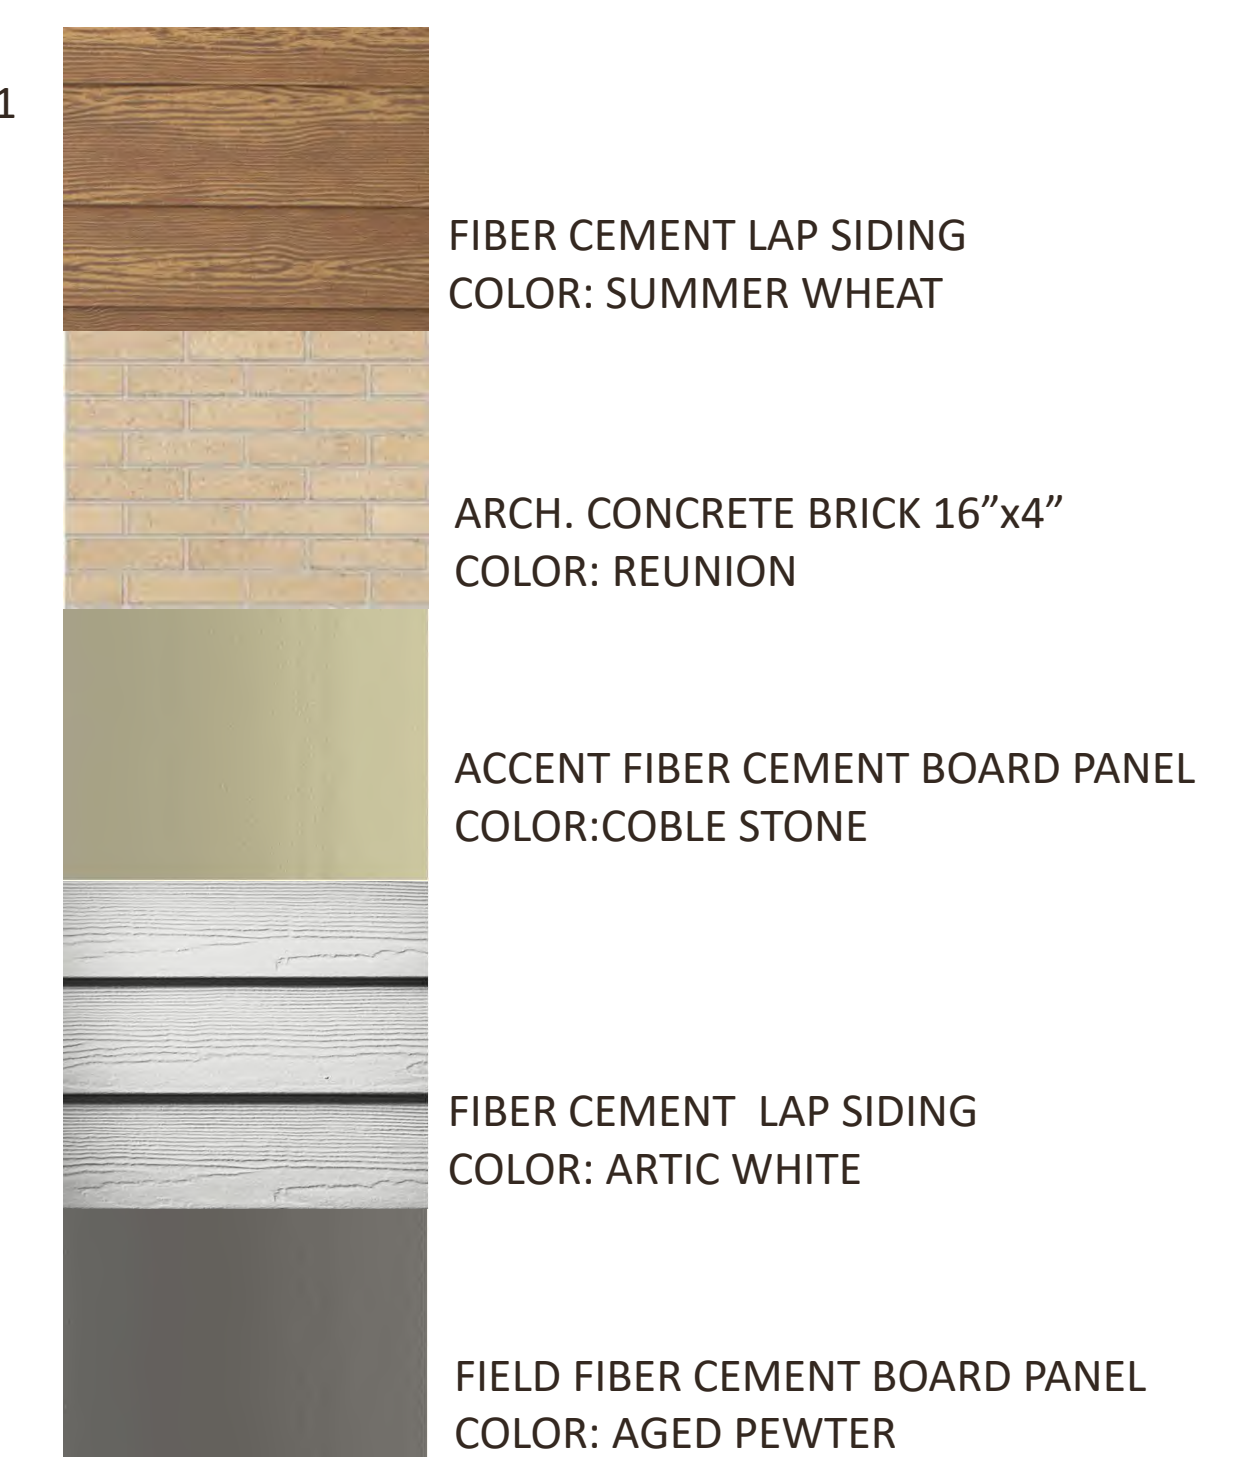 1
FIBER CEMENT LAP SIDING
COLOR: SUMMER WHEAT
ARCH. CONCRETE BRICK 16”x4”
COLOR: REUNION
ACCENT FIBER CEMENT BOARD PANEL
COLOR:COBLE STONE
FIBER CEMENT  LAP SIDING
COLOR: ARTIC WHITE
FIELD FIBER CEMENT BOARD PANEL
COLOR: AGED PEWTER